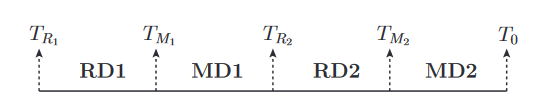 T_{R_1} T_{M_1} T_{R_2} T_{M_2} T_0
RD1 MD1 RD2 MD2